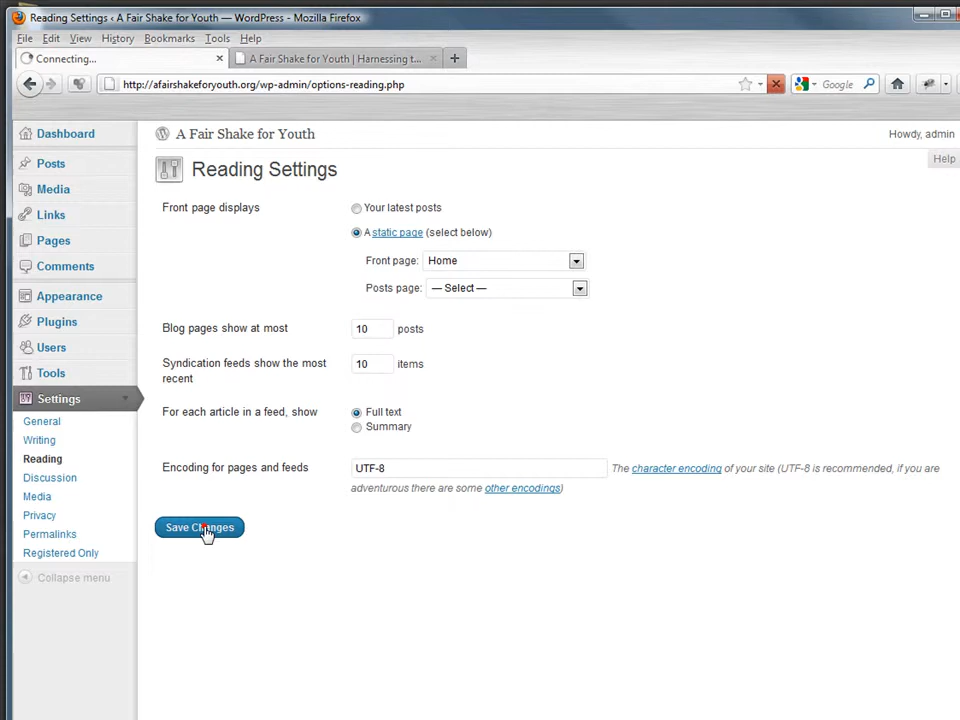 Reading Settings ‹ A Fair Shake for Youth — WordPress - Mozilla Firefox
File Edit View History Bookmarks Tools Help
Connecting... × A Fair Shake for Youth | Harnessing t... × +
http://afairshakeforyouth.org/wp-admin/options-reading.php Google
Dashboard
Posts
Media
Links
Pages
Comments
Appearance
Plugins
Users
Tools
Settings
General
Writing
Reading
Discussion
Media
Privacy
Permalinks
Registered Only
Collapse menu
A Fair Shake for Youth Howdy, admin
Help
Reading Settings
Front page displays Your latest posts
A static page (select below)
Front page: Home
Posts page: — Select —
Blog pages show at most 10 posts
Syndication feeds show the most recent 10 items
For each article in a feed, show Full text
Summary
Encoding for pages and feeds UTF-8 The character encoding of your site (UTF-8 is recommended, if you are
adventurous there are some other encodings)
Save Changes